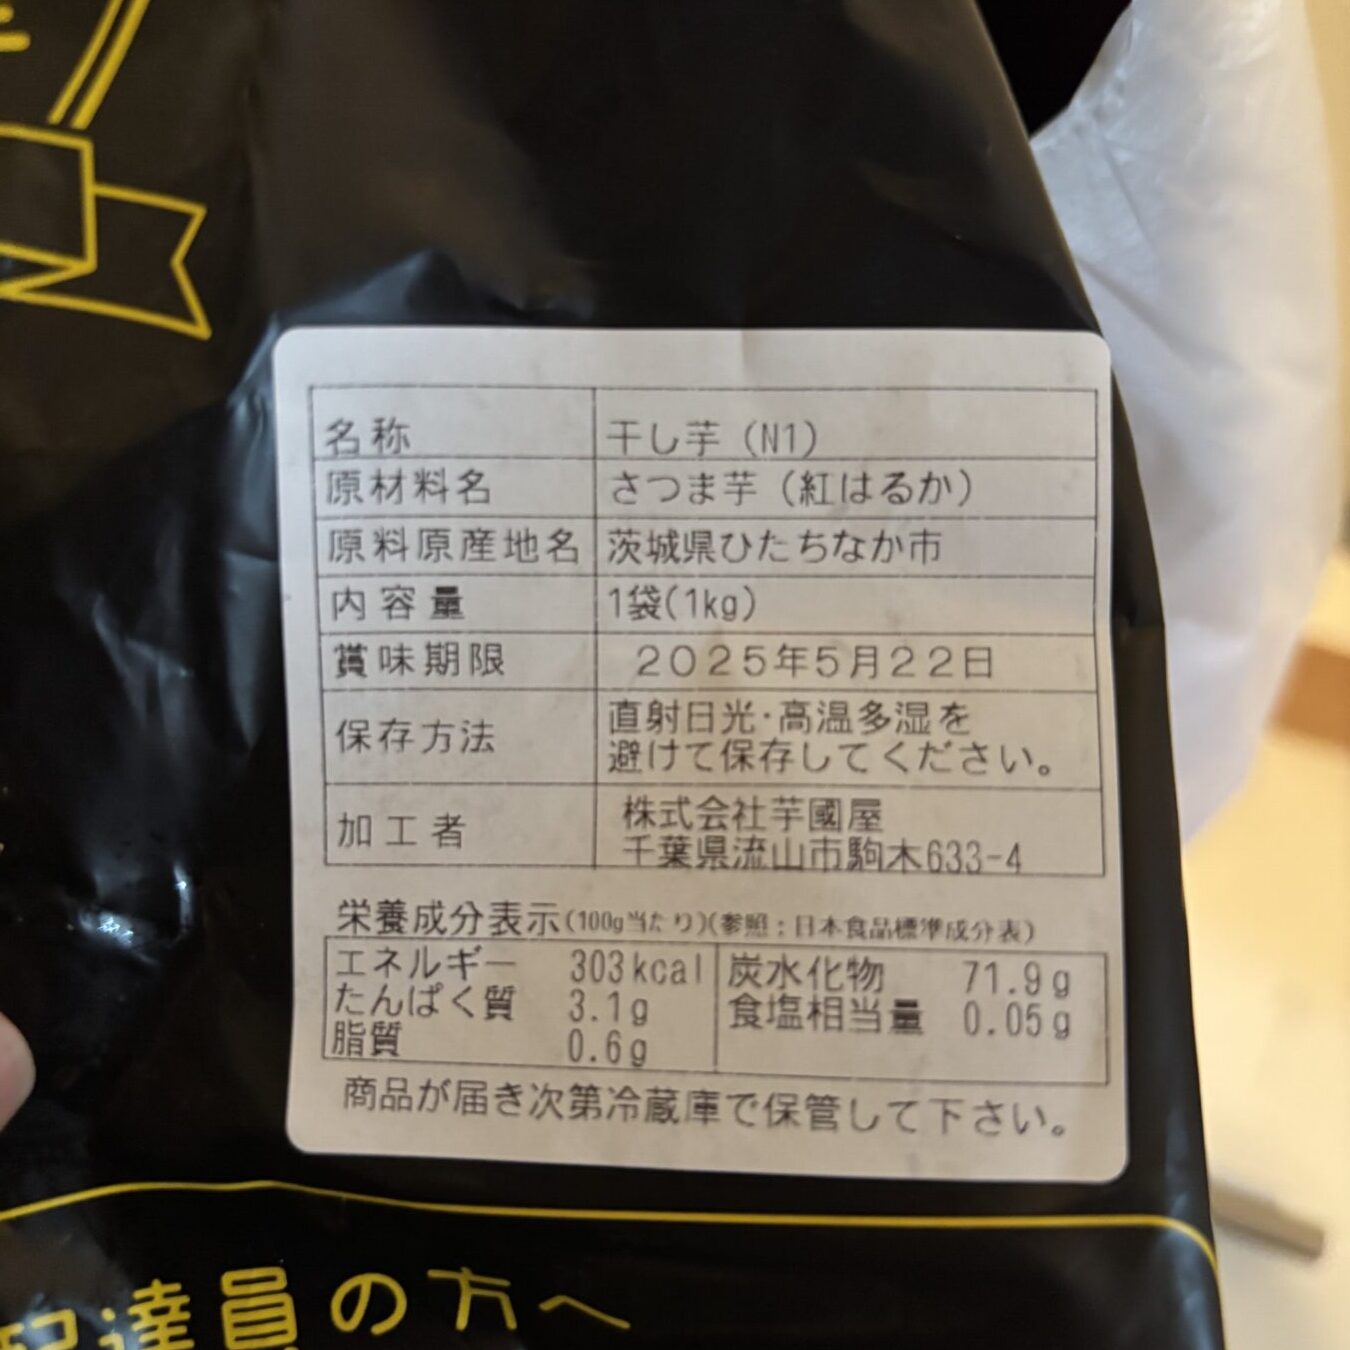 名称 干し芋（N1）
原材料名 さつま芋（紅はるか）
原料原産地名 茨城県ひたちなか市
内容量 1袋(1kg)
賞味期限 2025年5月22日
保存方法 直射日光・高温多湿を
避けて保存してください。
加工者 株式会社芋國屋
千葉県流山市駒木633-4
栄養成分表示(100g当たり)(参照：日本食品標準成分表)
エネルギー 303kcal 炭水化物 71.9g
たんぱく質 3.1g 食塩相当量 0.05g
脂質 0.6g
商品が届き次第冷蔵庫で保管して下さい。
配達員の方へ